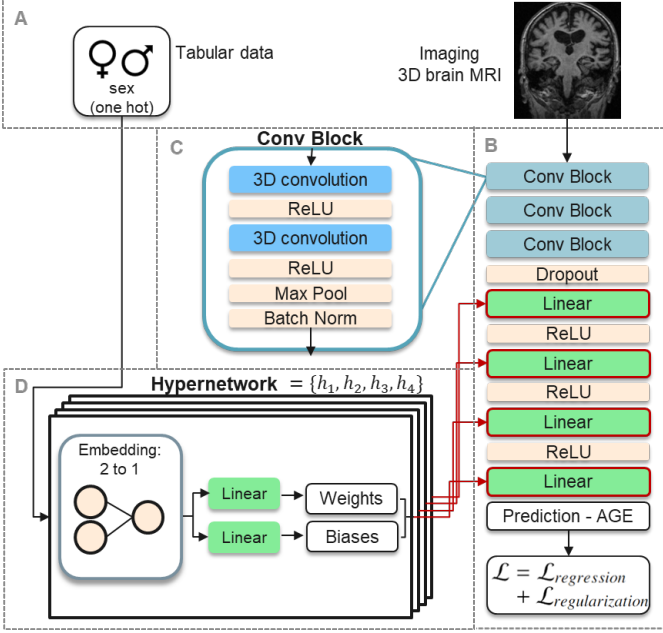 A
sex
(one hot)
Tabular data
Imaging
3D brain MRI
C
Conv Block
3D convolution
ReLU
3D convolution
ReLU
Max Pool
Batch Norm
B
Conv Block
Conv Block
Conv Block
Dropout
Linear
ReLU
Linear
ReLU
Linear
ReLU
Linear
Prediction - AGE
ℒ = ℒ_regression
+ ℒ_regularization
D
Hypernetwork = {h₁, h₂, h₃, h₄}
Embedding:
2 to 1
Linear
Weights
Linear
Biases